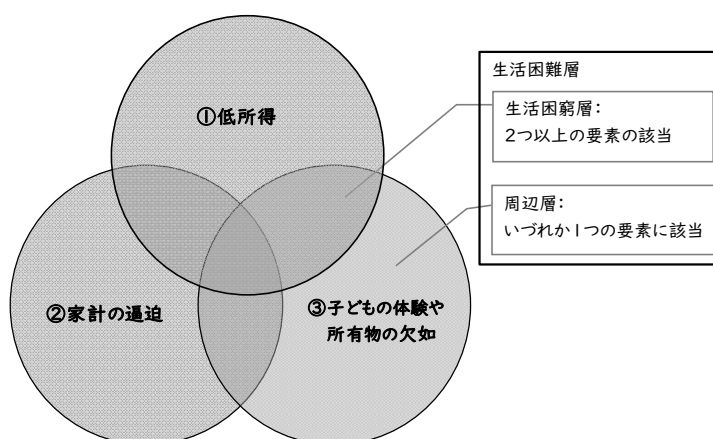 ①低所得
②家計の逼迫
③子どもの体験や
所有物の欠如
生活困難層
生活困窮層:
2つ以上の要素の該当
周辺層:
いづれか1つの要素に該当